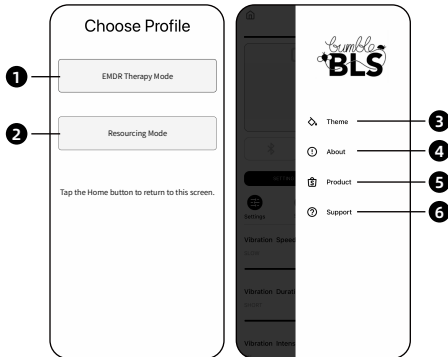 Choose Profile
1
EMDR Therapy Mode
2
Resourcing Mode
Tap the Home button to return to this screen.
bumble
BLS
Theme
3
About
4
Product
5
Support
6
Settings
Vibration Speed
Vibration Durati
Vibration Intens